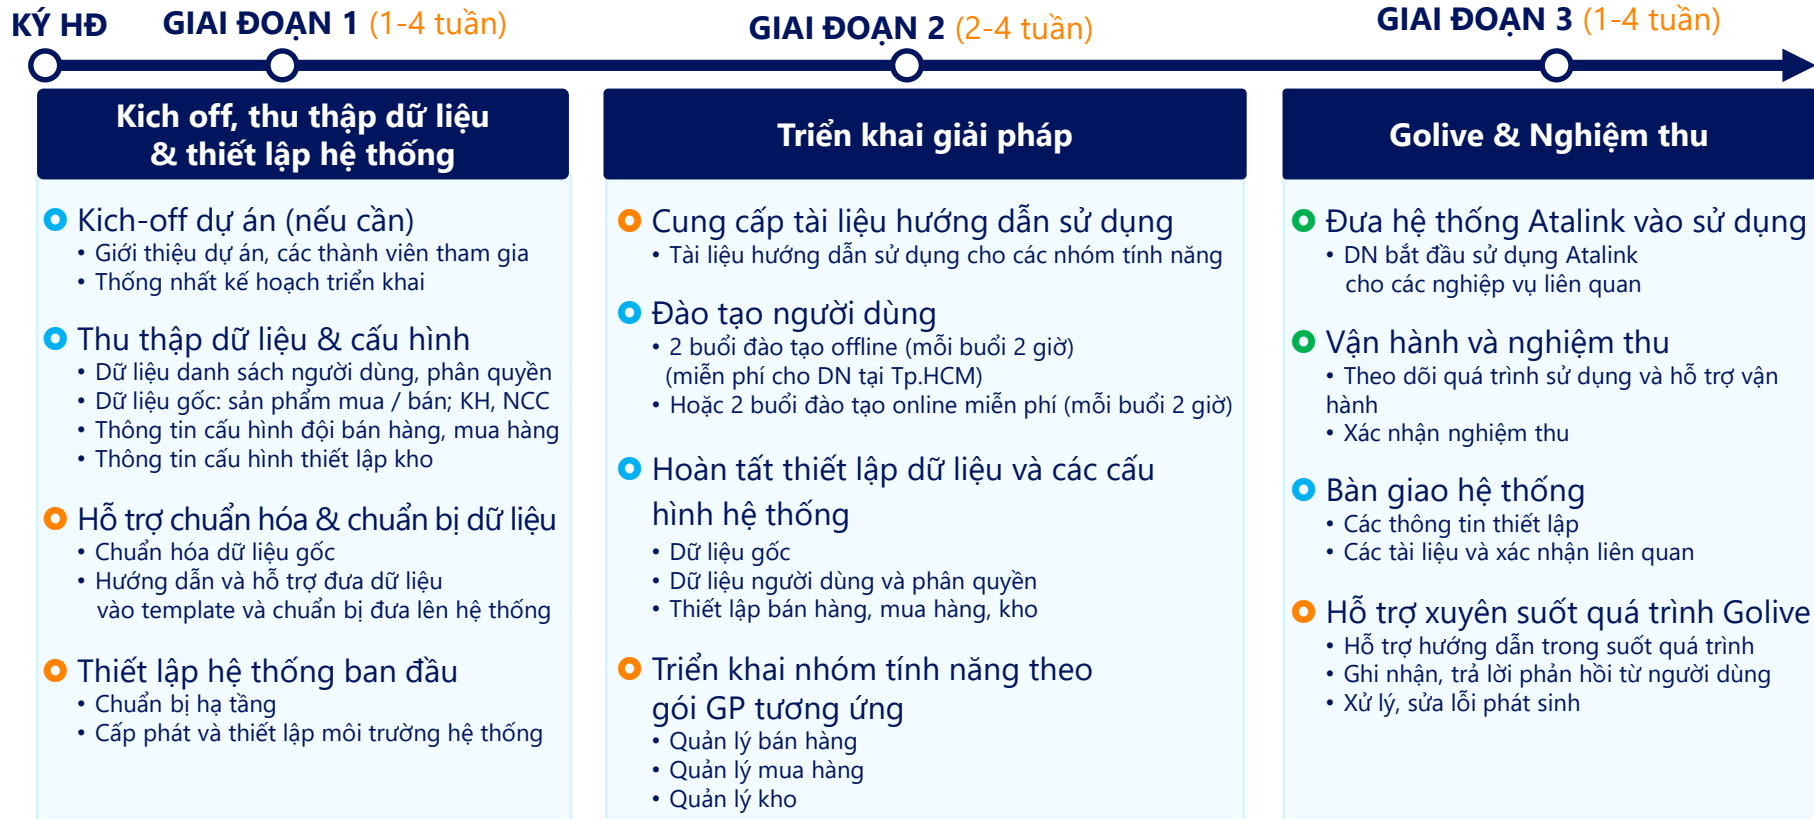 KÝ HĐ
GIAI ĐOẠN 1 (1-4 tuần)
GIAI ĐOẠN 2 (2-4 tuần)
GIAI ĐOẠN 3 (1-4 tuần)
Kich off, thu thập dữ liệu
& thiết lập hệ thống
• Kich-off dự án (nếu cần)
• Giới thiệu dự án, các thành viên tham gia
• Thống nhất kế hoạch triển khai
Thu thập dữ liệu & cấu hình
• Dữ liệu danh sách người dùng, phân quyền
• Dữ liệu gốc: sản phẩm mua / bán; KH, NCC
• Thông tin cấu hình đội bán hàng, mua hàng
• Thông tin cấu hình thiết lập kho
Hỗ trợ chuẩn hóa & chuẩn bị dữ liệu
• Chuẩn hóa dữ liệu gốc
• Hướng dẫn và hỗ trợ đưa dữ liệu
vào template và chuẩn bị đưa lên hệ thống
Thiết lập hệ thống ban đầu
• Chuẩn bị hạ tầng
• Cấp phát và thiết lập môi trường hệ thống
Triển khai giải pháp
Cung cấp tài liệu hướng dẫn sử dụng
• Tài liệu hướng dẫn sử dụng cho các nhóm tính năng
Đào tạo người dùng
• 2 buổi đào tạo offline (mỗi buổi 2 giờ)
(miễn phí cho DN tại Tp.HCM)
• Hoặc 2 buổi đào tạo online miễn phí (mỗi buổi 2 giờ)
Hoàn tất thiết lập dữ liệu và các cấu
hình hệ thống
• Dữ liệu gốc
• Dữ liệu người dùng và phân quyền
• Thiết lập bán hàng, mua hàng, kho
Triển khai nhóm tính năng theo
gói GP tương ứng
• Quản lý bán hàng
• Quản lý mua hàng
• Quản lý kho
Golive & Nghiệm thu
Đưa hệ thống Atalink vào sử dụng
• DN bắt đầu sử dụng Atalink
cho các nghiệp vụ liên quan
Vận hành và nghiệm thu
• Theo dõi quá trình sử dụng và hỗ trợ vận
hành
• Xác nhận nghiệm thu
Bàn giao hệ thống
• Các thông tin thiết lập
• Các tài liệu và xác nhận liên quan
Hỗ trợ xuyên suốt quá trình Golive
• Hỗ trợ hướng dẫn trong suốt quá trình
• Ghi nhận, trả lời phản hồi từ người dùng
• Xử lý, sửa lỗi phát sinh